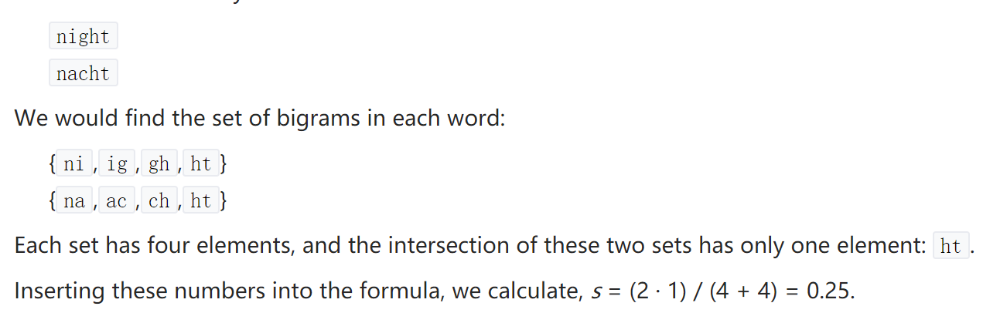 night
nacht
We would find the set of bigrams in each word:
{ ni , ig , gh , ht }
{ na , ac , ch , ht }
Each set has four elements, and the intersection of these two sets has only one element: ht .
Inserting these numbers into the formula, we calculate, s = (2 · 1) / (4 + 4) = 0.25.